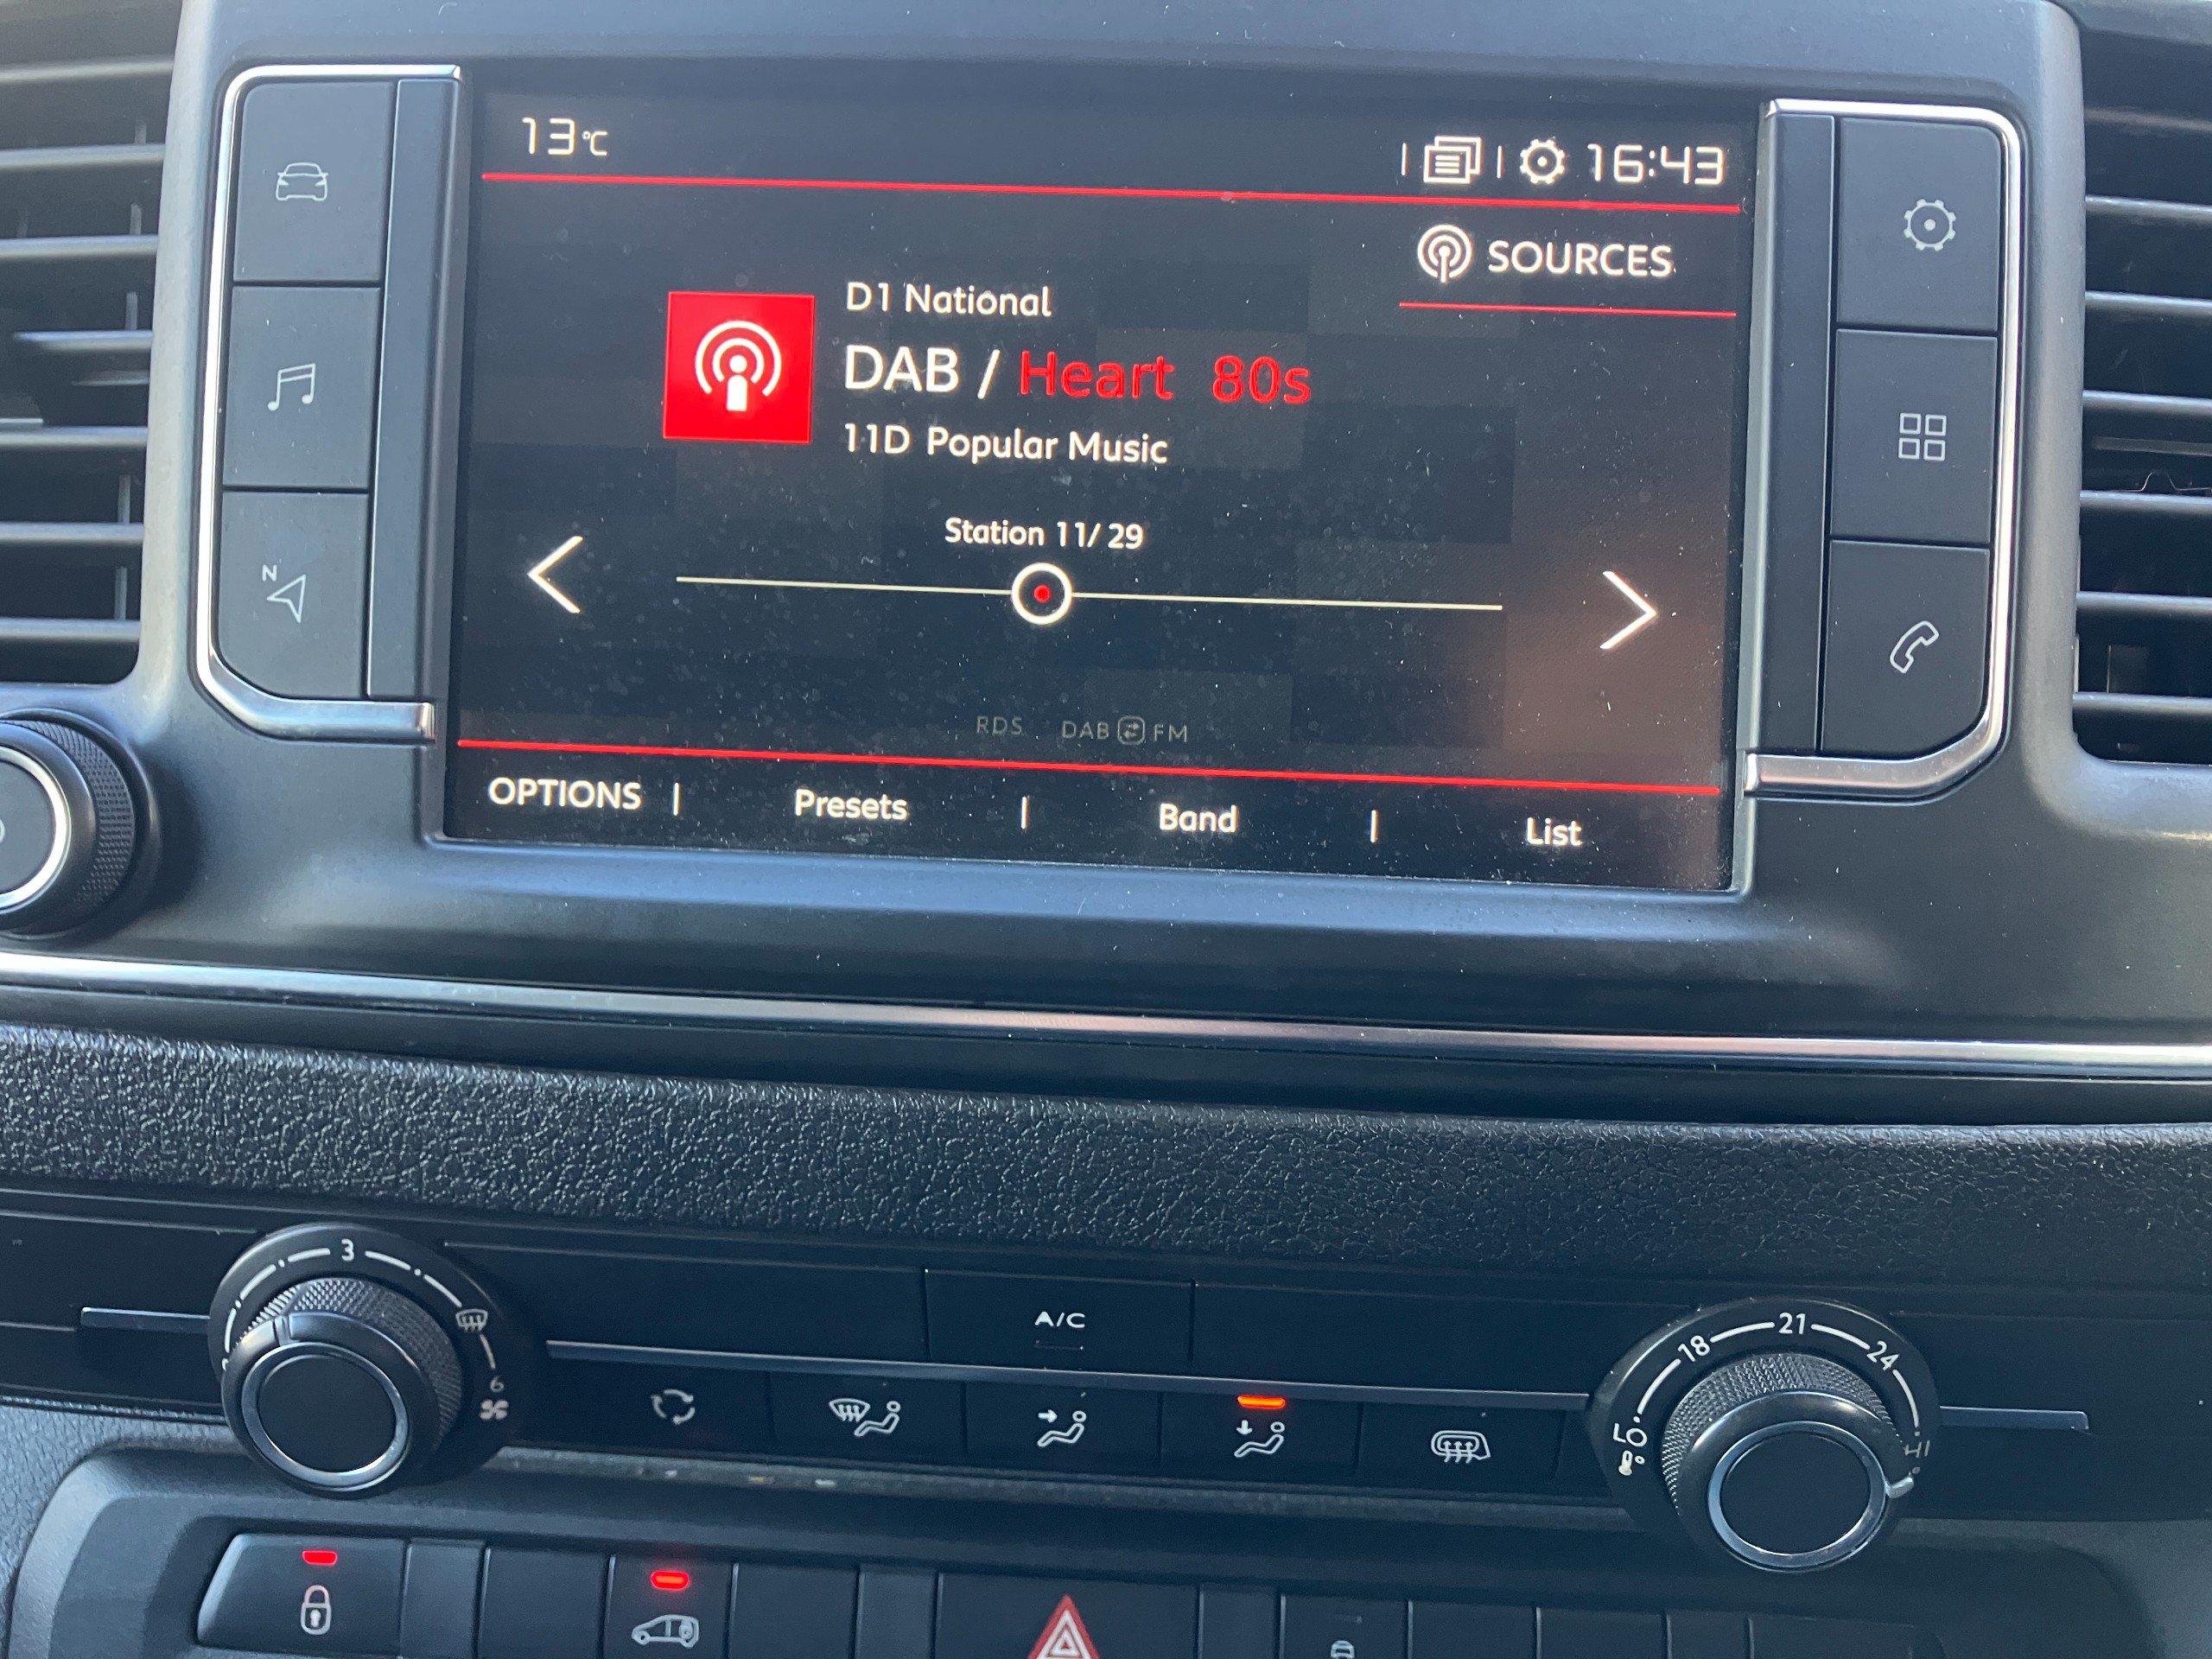 13°C
16:43
SOURCES
D1 National
DAB / Heart 80s
11D Popular Music
Station 11/ 29
N
RDS DAB FM
OPTIONS | Presets | Band | List
3
6
A/C
18 21 24
HI